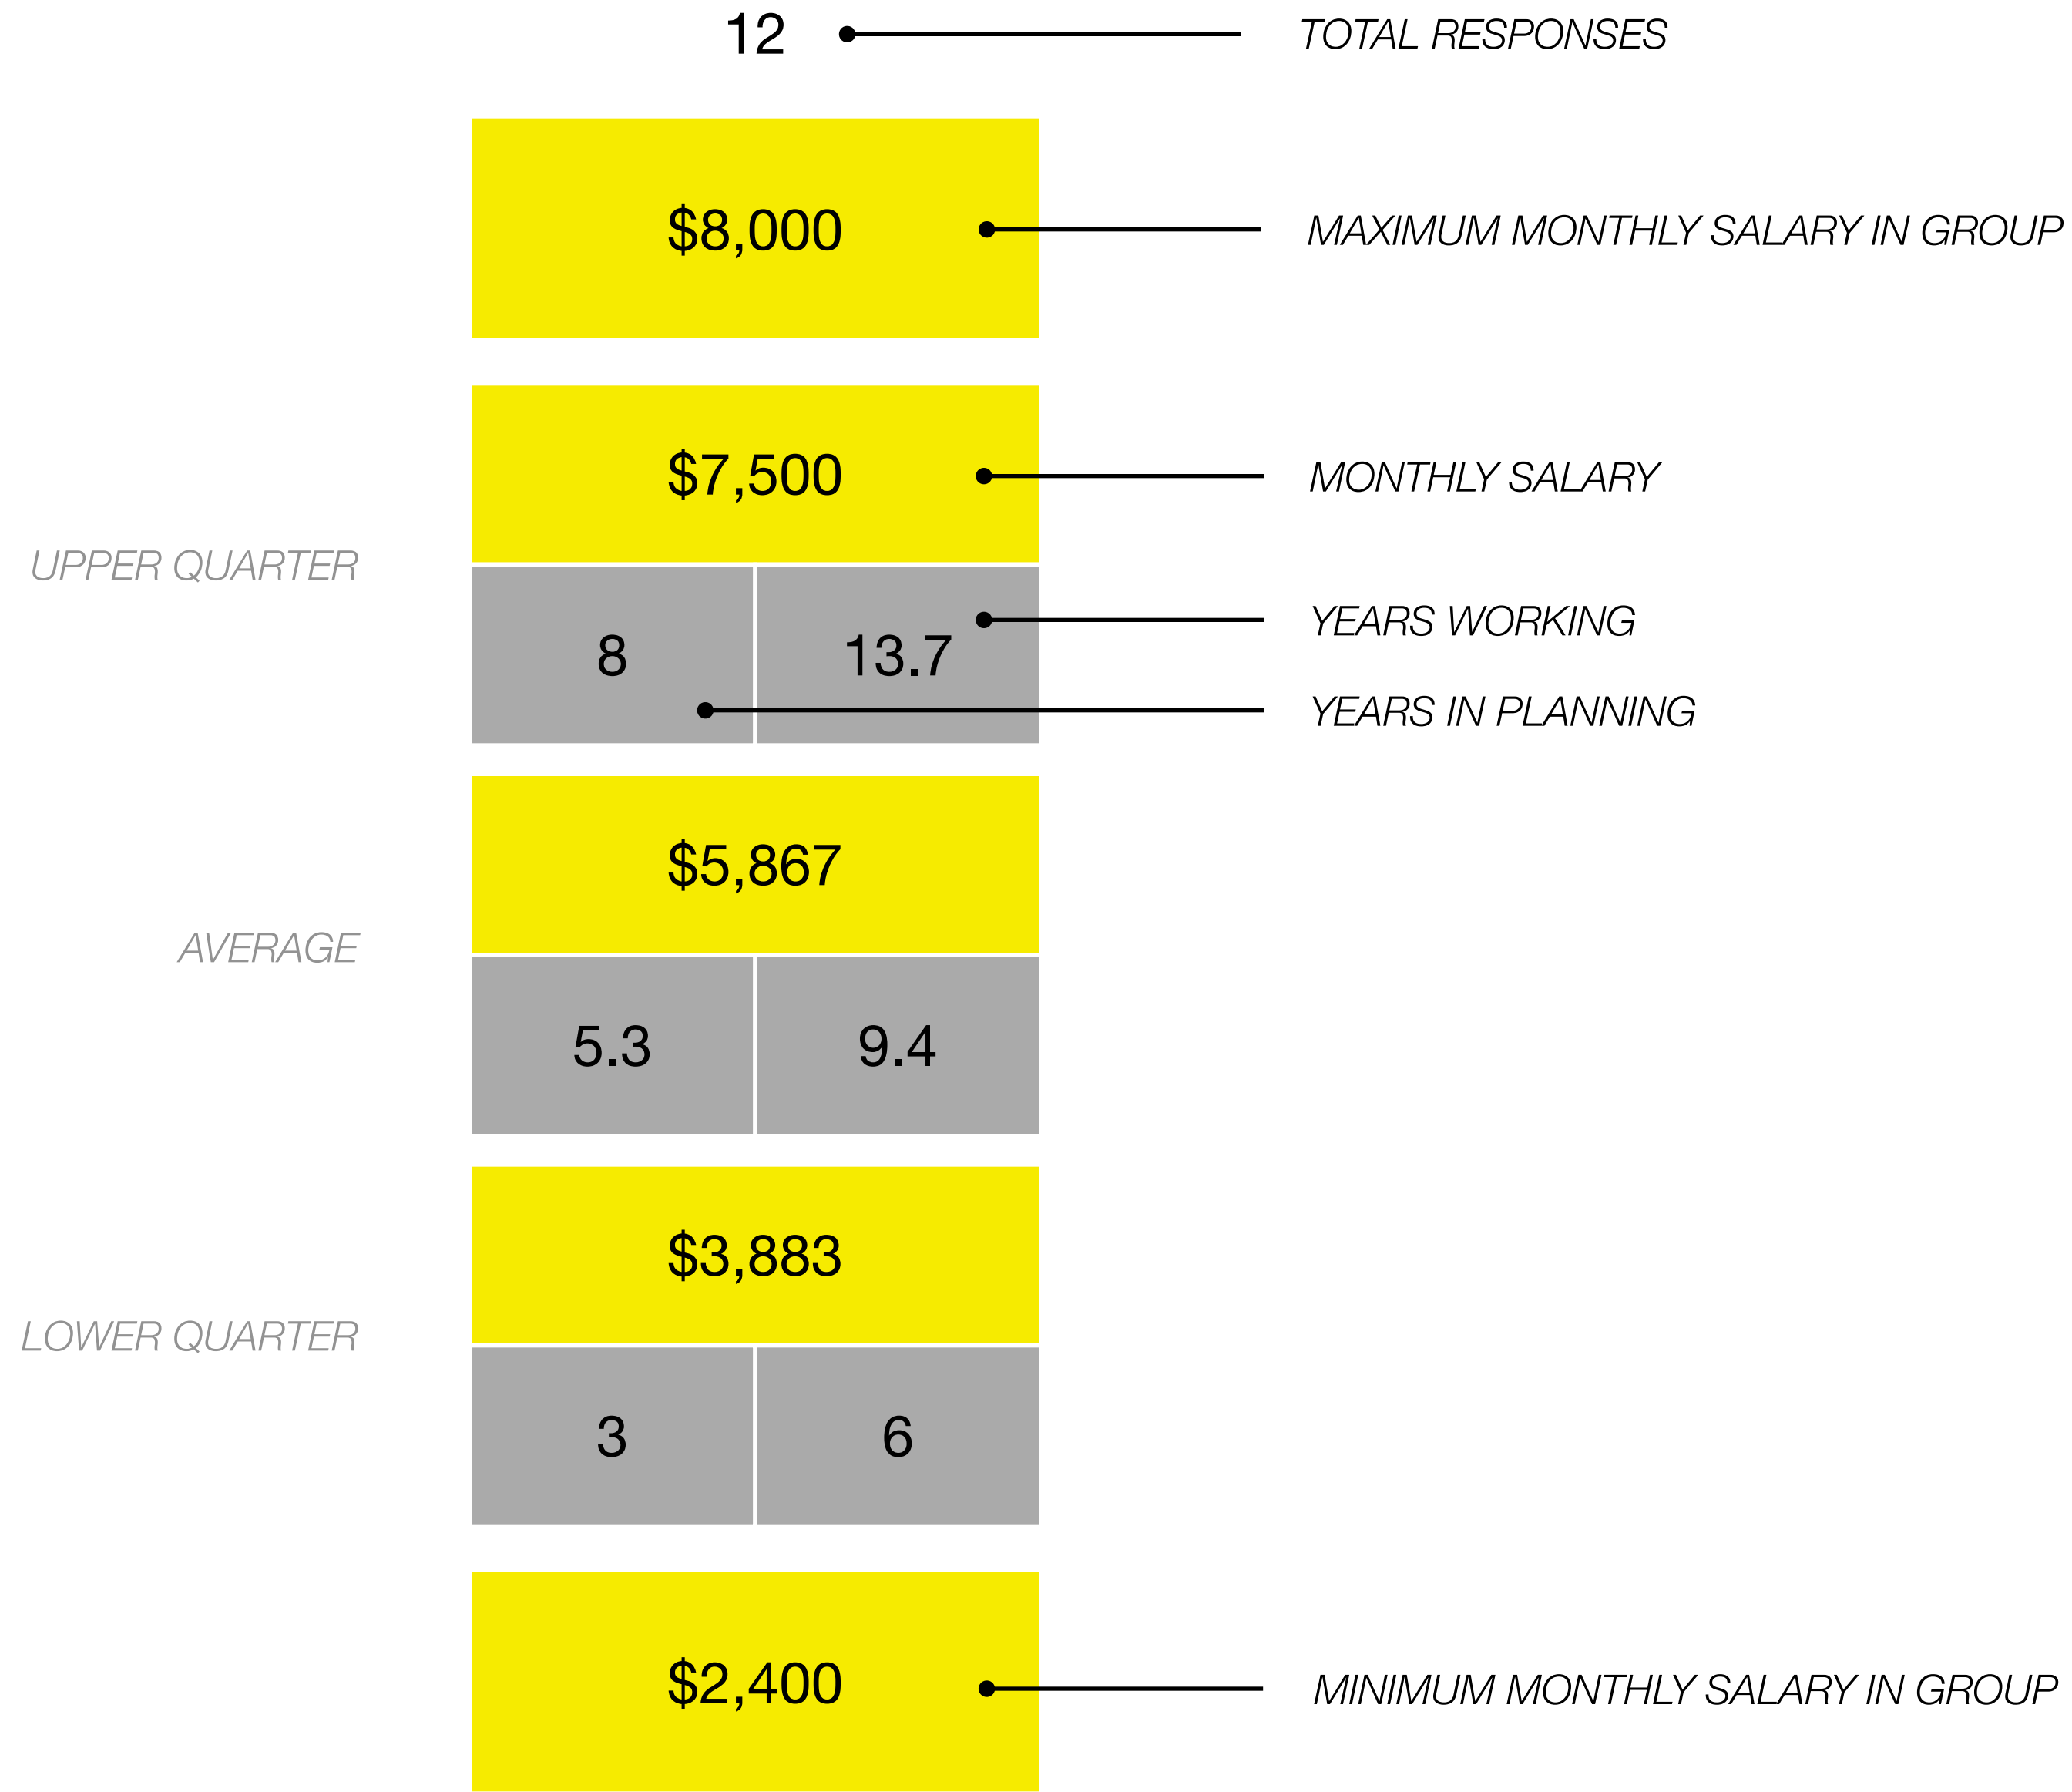 12
TOTAL RESPONSES
$8,000
MAXIMUM MONTHLY SALARY IN GROUP
$7,500
MONTHLY SALARY
UPPER QUARTER
8
13.7
YEARS WORKING
YEARS IN PLANNING
$5,867
AVERAGE
5.3
9.4
$3,883
LOWER QUARTER
3
6
$2,400
MINIMUM MONTHLY SALARY IN GROUP